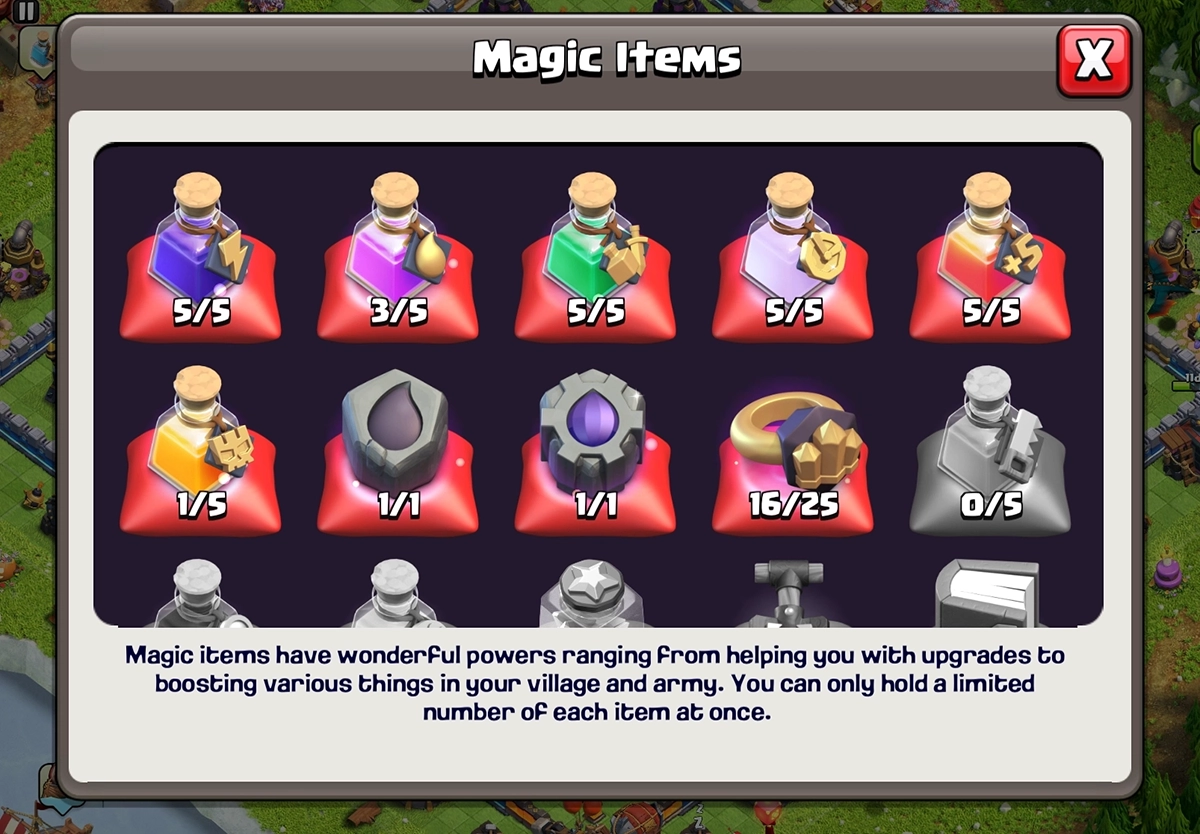 Magic Items
X
5/5
3/5
5/5
5/5
5/5
+5
1/5
1/1
1/1
16/25
0/5
Magic items have wonderful powers ranging from helping you with upgrades to
boosting various things in your village and army. You can only hold a limited
number of each item at once.